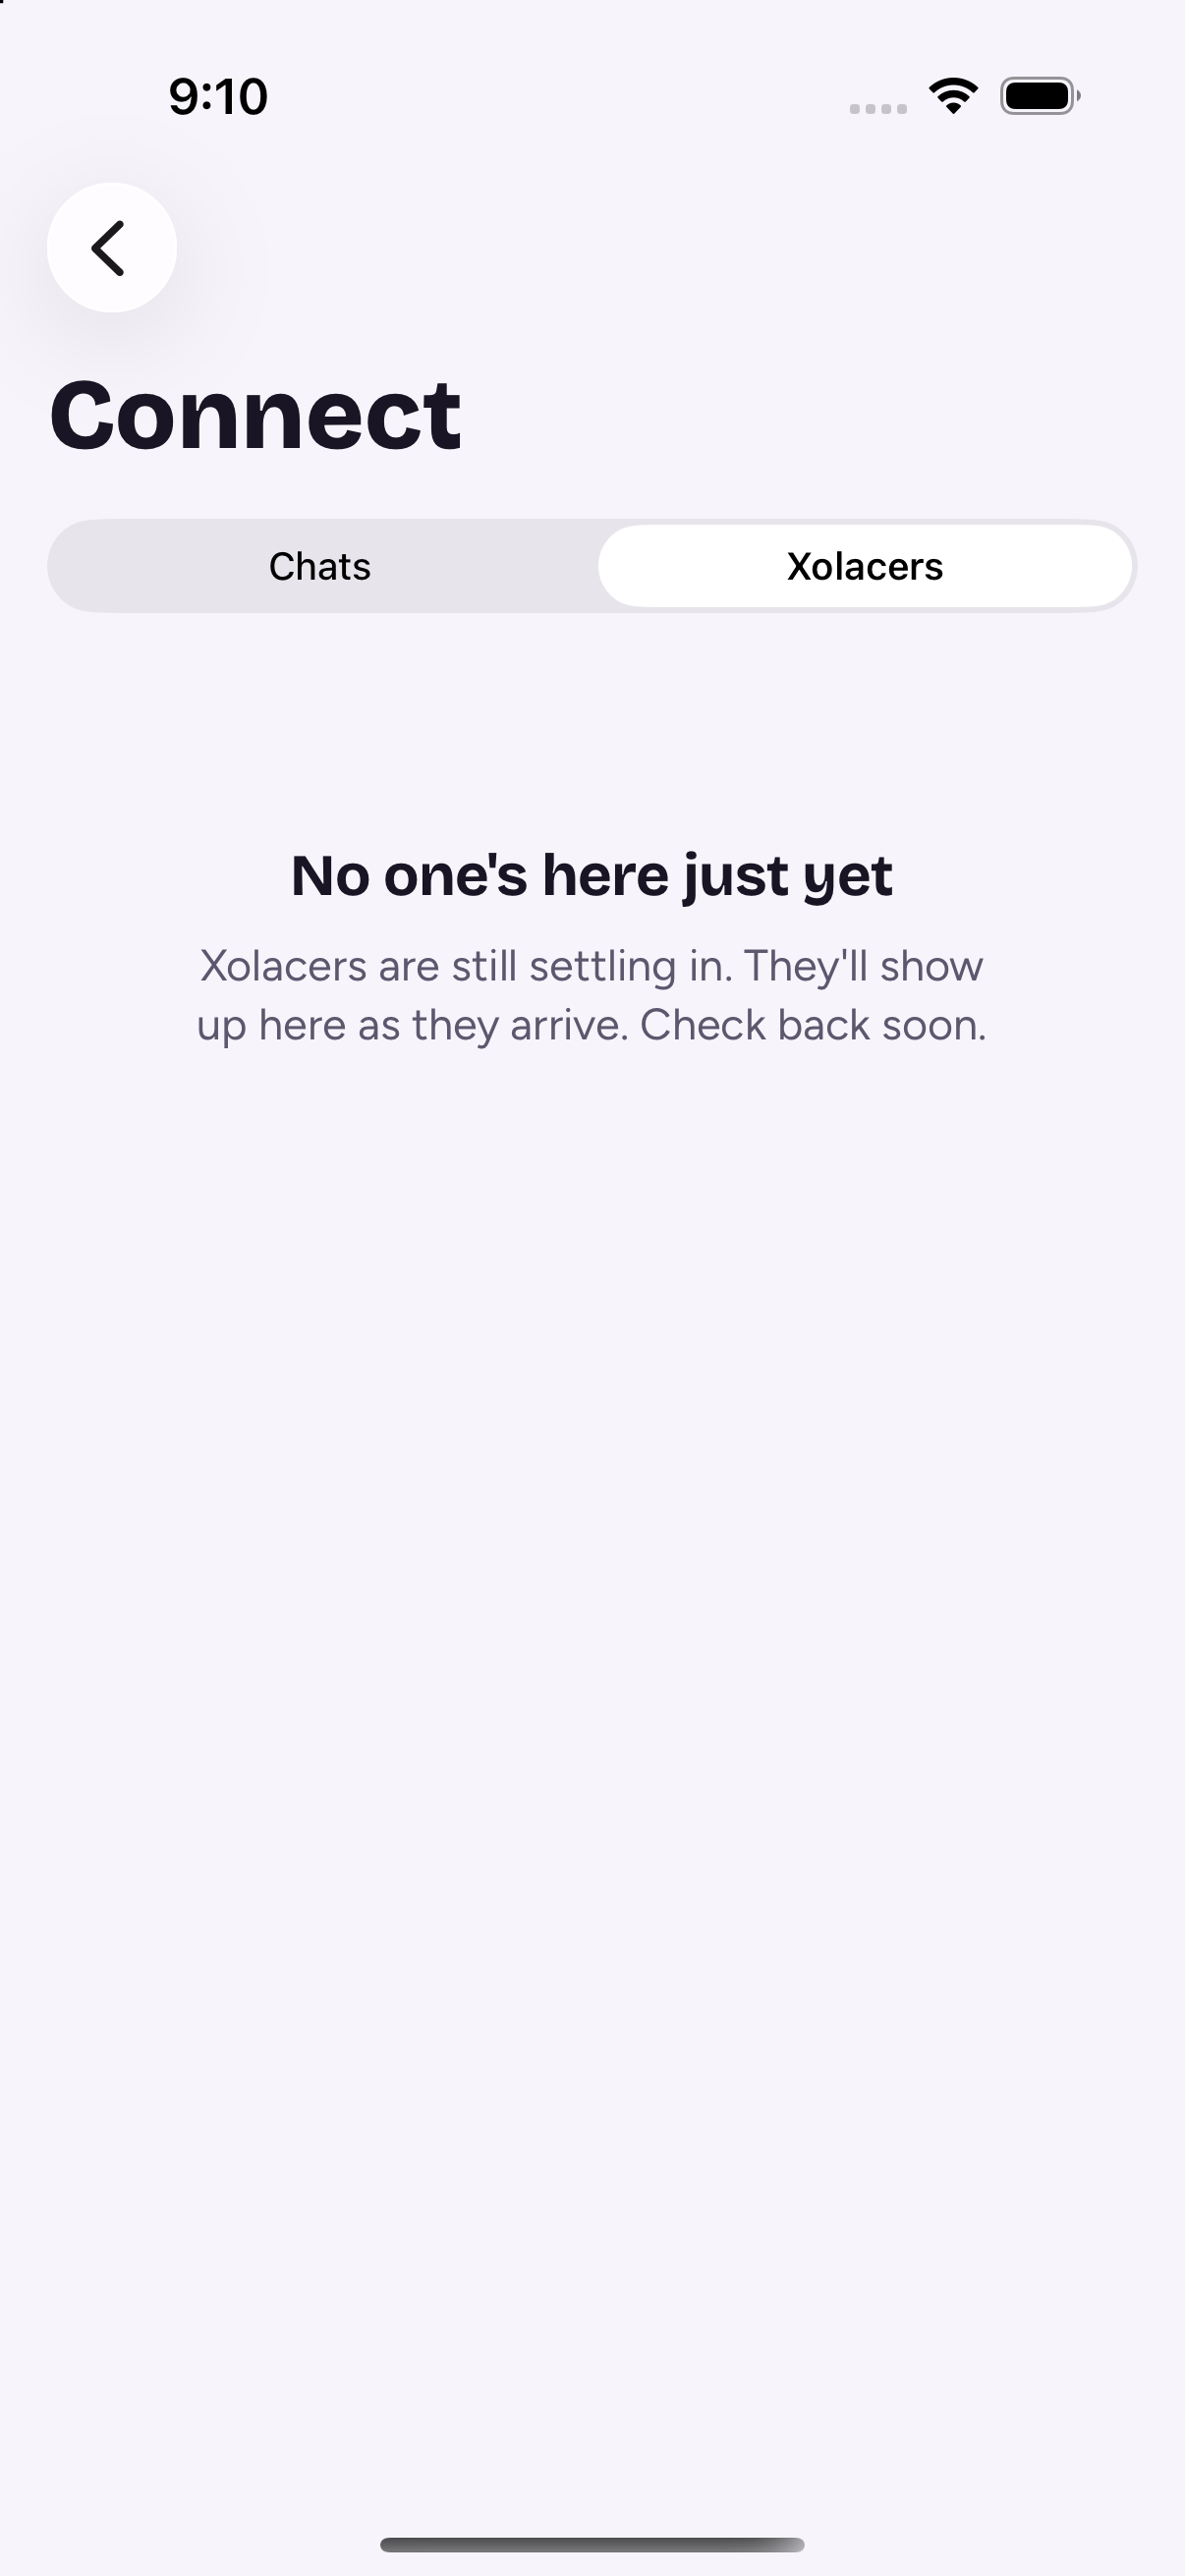 9:10
Connect
Chats
Xolacers
No one's here just yet
Xolacers are still settling in. They'll show
up here as they arrive. Check back soon.